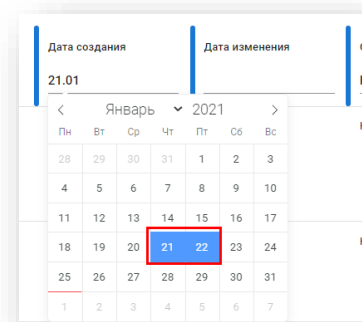 Дата создания Дата изменения
21.01
Январь 2021
Пн Вт Ср Чт Пт Сб Вс
28 29 30 31 1 2 3
4 5 6 7 8 9 10
11 12 13 14 15 16 17
18 19 20 21 22 23 24
25 26 27 28 29 30 31
1 2 3 4 5 6 7